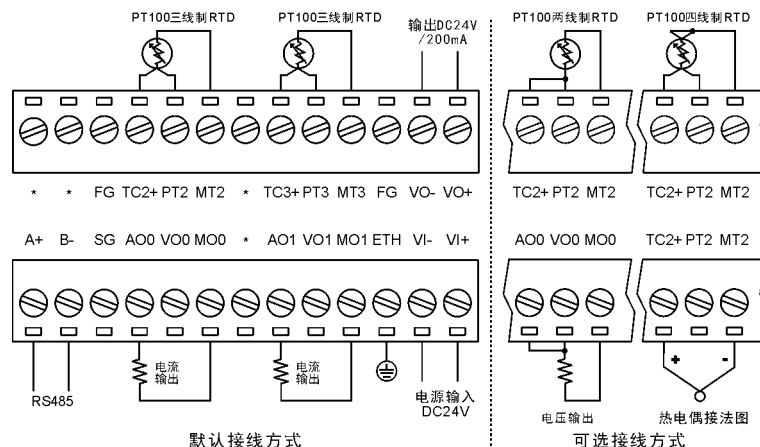 PT100三线制RTD PT100三线制RTD 输出DC24V
/200mA
PT100两线制RTD PT100四线制RTD
* * FG TC2+ PT2 MT2 * TC3+ PT3 MT3 FG VO- VO+
TC2+ PT2 MT2 TC2+ PT2 MT2
A+ B- SG AO0 VO0 MO0 * AO1 VO1 MO1 ETH VI- VI+
AO0 VO0 MO0 TC2+ PT2 MT2
RS485
电流
输出
电流
输出
电源输入
DC24V
电压输出
+ -
热电偶接法图
默认接线方式
可选接线方式